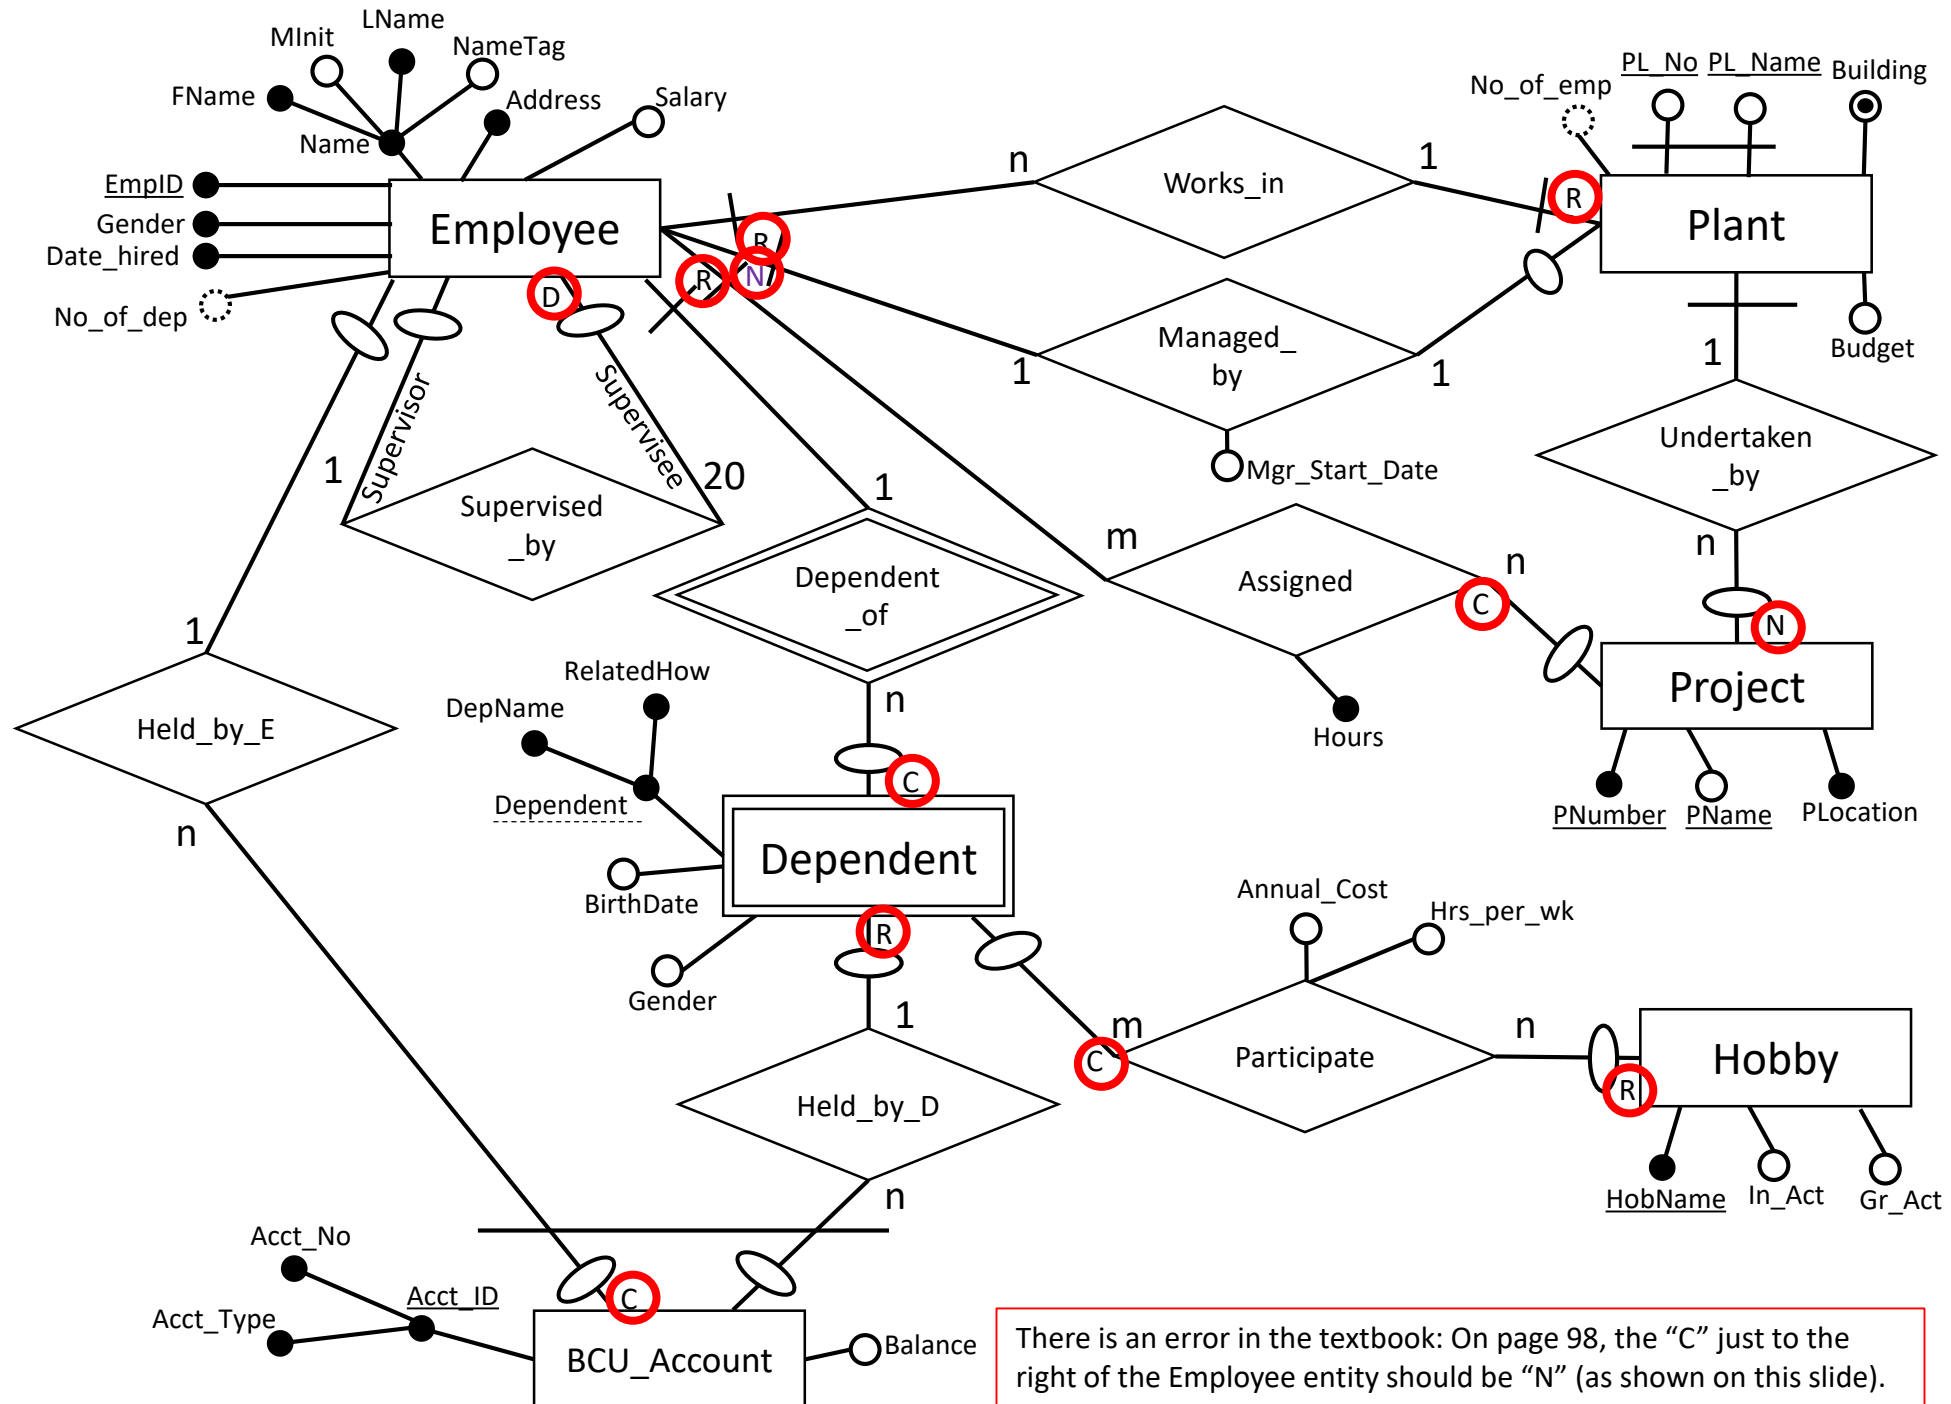 LName
MInit
NameTag
FName
Address
Salary
Name
EmpID
Gender
Date_hired
No_of_dep
Employee
D
R
N
R
n
Works_in
1
R
No_of_emp
PL_No
PL_Name
Building
Plant
Budget
1
Managed_
by
1
Mgr_Start_Date
1
Undertaken
_by
n
N
Supervisor
Supervisee
1
20
Supervised
_by
1
Dependent
_of
n
C
m
Assigned
n
C
Hours
Project
PNumber
PName
PLocation
1
Held_by_E
n
RelatedHow
DepName
Dependent
BirthDate
Gender
Dependent
R
1
Held_by_D
n
Annual_Cost
Hrs_per_wk
m
C
Participate
n
R
Hobby
HobName
In_Act
Gr_Act
Acct_No
Acct_ID
Acct_Type
C
BCU_Account
Balance
There is an error in the textbook: On page 98, the “C” just to the
right of the Employee entity should be “N” (as shown on this slide).